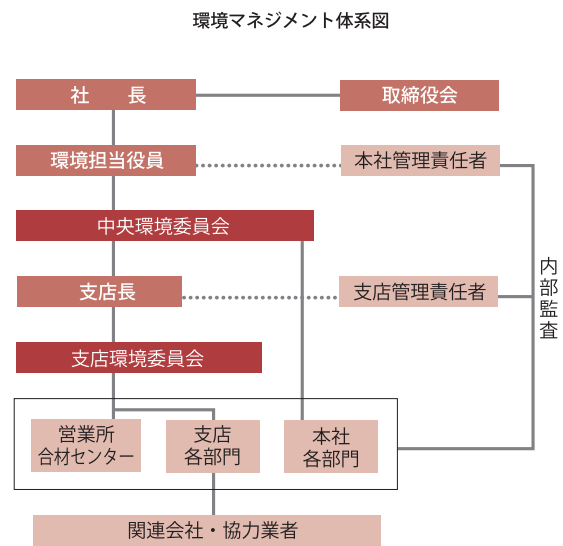 環境マネジメント体系図
社　長
取締役会
環境担当役員
本社管理責任者
中央環境委員会
支店長
支店管理責任者
内部監査
支店環境委員会
営業所
合材センター
支店
各部門
本社
各部門
関連会社・協力業者